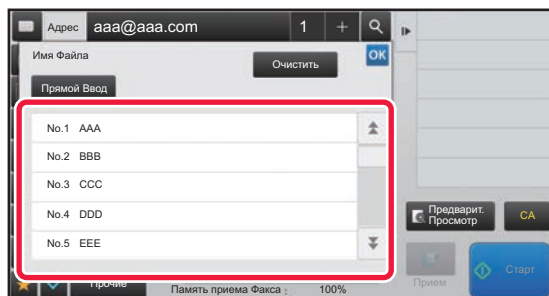 Адрес aaa@aaa.com 1 +
Имя Файла
Очистить
OK
Прямой Ввод
No.1 AAA
No.2 BBB
No.3 CCC
No.4 DDD
No.5 EEE
Предварит.
Просмотр
CA
Прочие
Память приема Факса : 100%
Прием
Старт